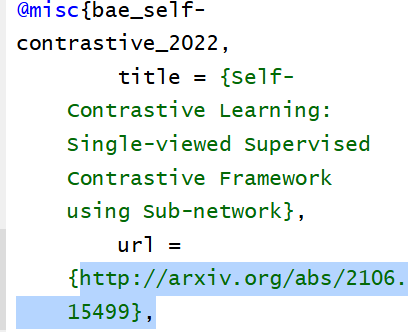 @misc{bae_self-
contrastive_2022,
title = {Self-
Contrastive Learning:
Single-viewed Supervised
Contrastive Framework
using Sub-network},
url =
{http://arxiv.org/abs/2106.
15499},